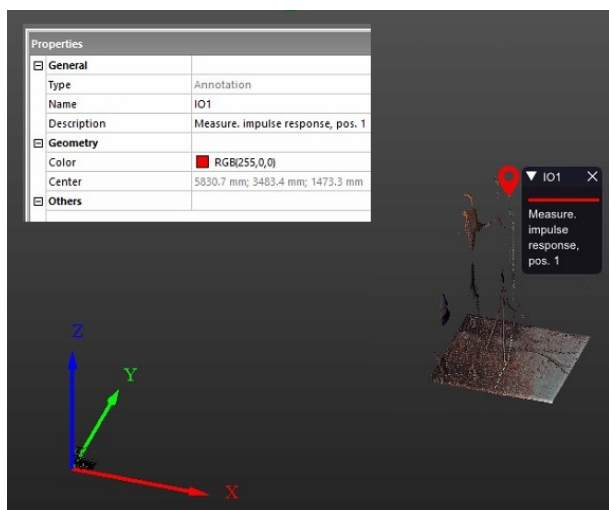 Properties
General
Type Annotation
Name IO1
Description Measure. impulse response, pos. 1
Geometry
Color RGB(255,0,0)
Center 5830.7 mm; 3483.4 mm; 1473.3 mm
Others
IO1
Measure.
impulse
response,
pos. 1
Z
Y
X